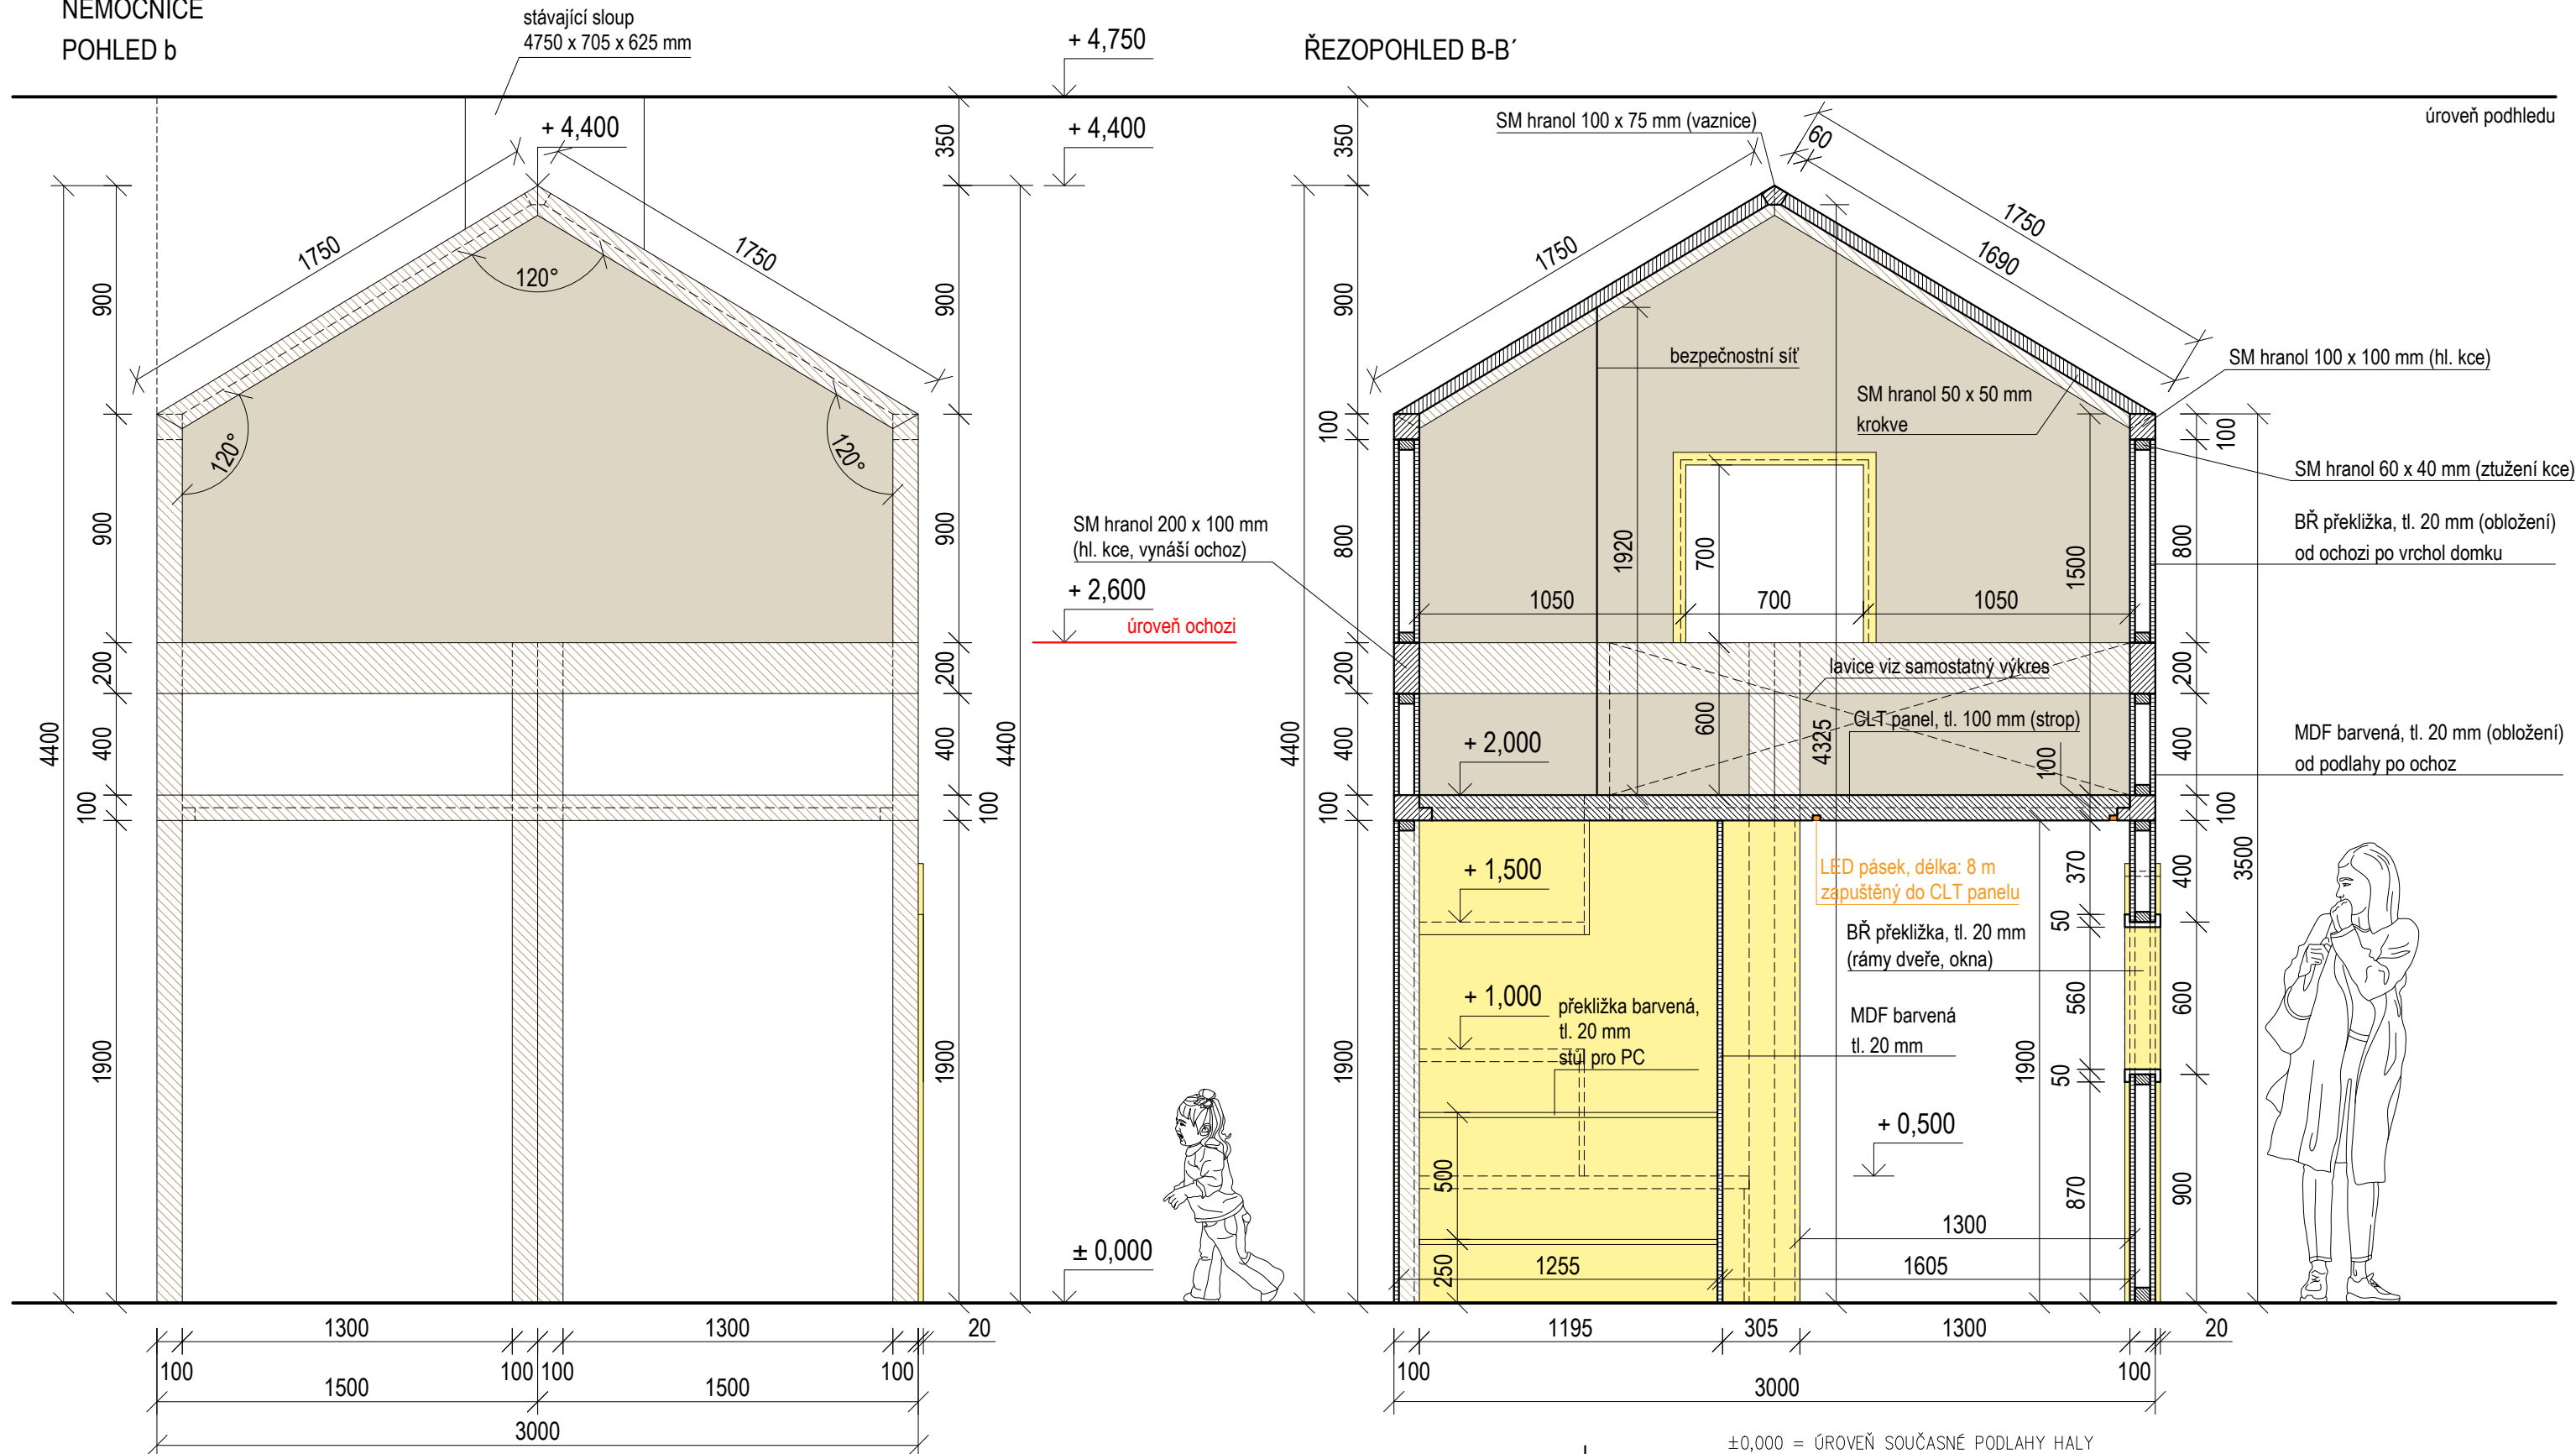 NEMOCNICE
POHLED b
stávající sloup
4750 x 705 x 625 mm
+ 4,750
ŘEZOPOHLED B-B´
úroveň podhledu
+ 4,400
+ 4,400
350
350
SM hranol 100 x 75 mm (vaznice)
60
1750
1750
1750
1750
1690
120°
120°
120°
900
900
900
SM hranol 100 x 100 mm (hl. kce)
bezpečnostní síť
SM hranol 50 x 50 mm
krokve
100
100
SM hranol 60 x 40 mm (ztužení kce)
SM hranol 200 x 100 mm
(hl. kce, vynáší ochoz)
BŘ překližka, tl. 20 mm (obložení)
od ochozi po vrchol domku
900
900
800
1920
700
1500
800
+ 2,600
úroveň ochozi
1050
700
1050
200
200
200
200
lavice viz samostatný výkres
4400
400
400
4400
4400
400
600
4325
400
CLT panel, tl. 100 mm (strop)
+ 2,000
100
MDF barvená, tl. 20 mm (obložení)
od podlahy po ochoz
100
100
100
100
+ 1,500
LED pásek, délka: 8 m
zapuštěný do CLT panelu
370
400
3500
50
BŘ překližka, tl. 20 mm
(rámy dveře, okna)
+ 1,000
překližka barvená,
tl. 20 mm
stůl pro PC
MDF barvená
tl. 20 mm
560
600
1900
1900
1900
1900
50
+ 0,500
500
870
900
1300
± 0,000
250
1255
1605
1300
1300
20
1195
305
1300
20
100
100
100
100
100
100
1500
1500
3000
3000
±0,000 = ÚROVEŇ SOUČASNÉ PODLAHY HALY